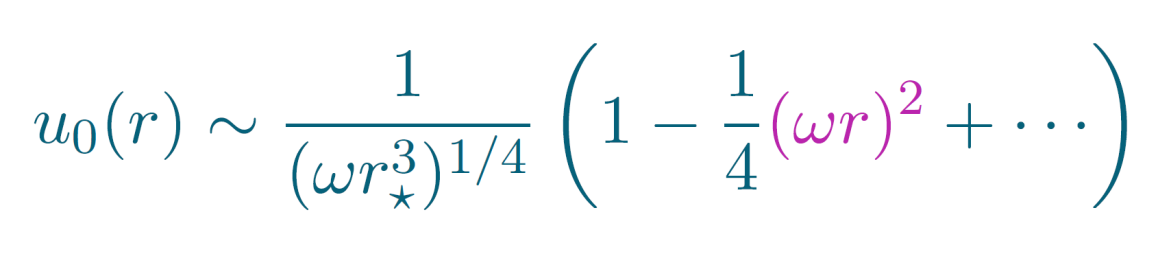 $u_0(r) \sim \frac{1}{(\omega r_\star^3)^{1/4}} \left(1 - \frac{1}{4}(\omega r)^2 + \cdots\right)$